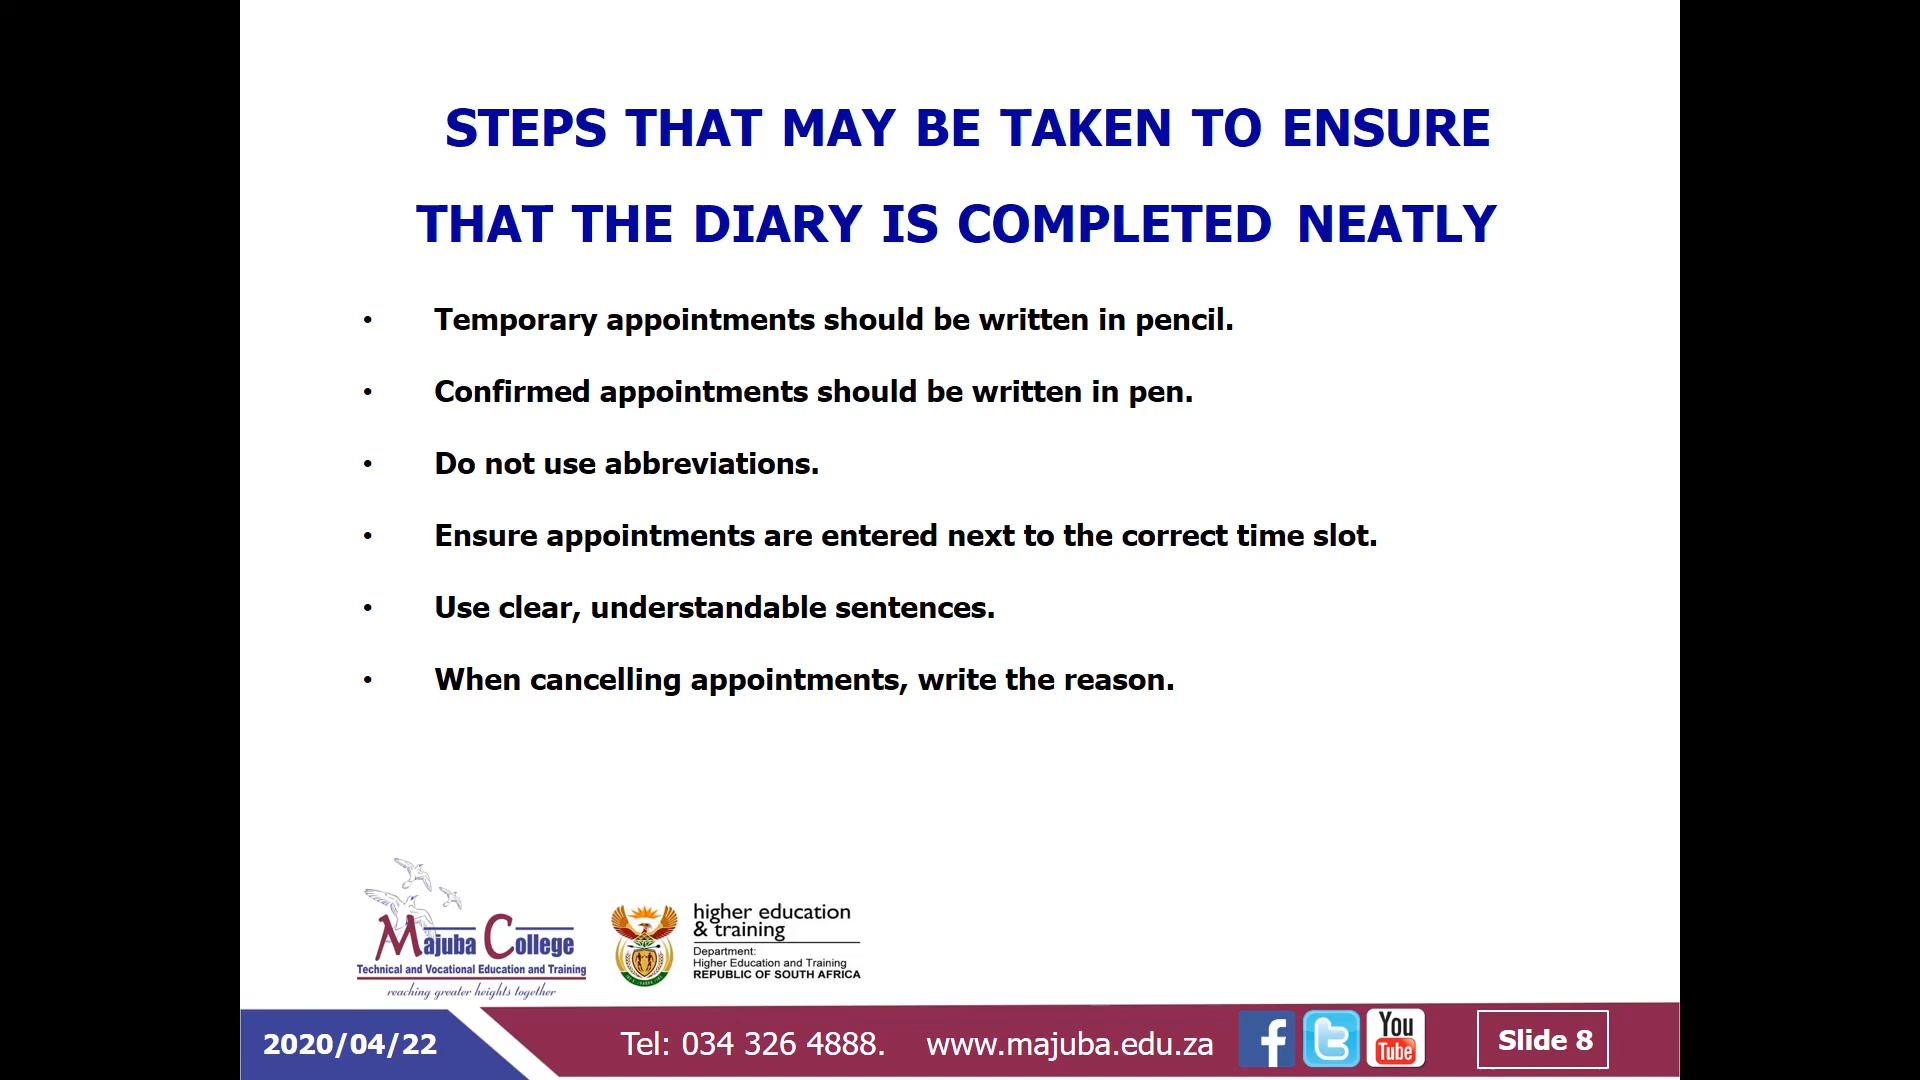 STEPS THAT MAY BE TAKEN TO ENSURE
THAT THE DIARY IS COMPLETED NEATLY
• Temporary appointments should be written in pencil.
• Confirmed appointments should be written in pen.
• Do not use abbreviations.
• Ensure appointments are entered next to the correct time slot.
• Use clear, understandable sentences.
• When cancelling appointments, write the reason.
Majuba College
Technical and Vocational Education and Training
reaching greater heights together
higher education
& training
Department:
Higher Education and Training
REPUBLIC OF SOUTH AFRICA
2020/04/22
Tel: 034 326 4888. www.majuba.edu.za
You
Tube
Slide 8